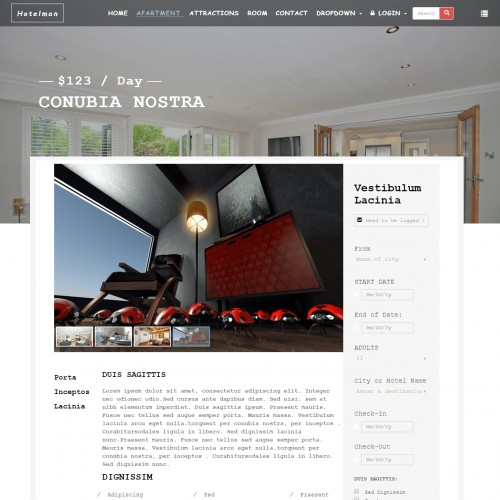 Hotelman
HOME APARTMENT ATTRACTIONS ROOM CONTACT DROPDOWN LOGIN Search
$123 / Day
CONUBIA NOSTRA
Vestibulum
Lacinia
Need to be logged i
From
Name of city
START DATE
Mm/Dd/Yy
End of Date:
Mm/Dd/Yy
ADULTS
01
City or Hotel Name
Enter a destination
Check-In
Mm/Dd/Yy
Check-Out
Mm/Dd/Yy
DUIS SAGITTIS:
Sed Dignissim
Porta
Inceptos
Lacinia
DUIS SAGITTIS
Lorem ipsum dolor sit amet, consectetur adipiscing elit. Integer
nec odionec odio.Sed cursus ante dapibus diam. Sed nisi. sem at
nibh elementum imperdiet. Duis sagittis ipsum. Praesent mauris.
Fusce nec tellus sed augue semper porta. Mauris massa. Vestibulum
lacinia arcu eget nulla.torquent per conubia nostra, per inceptos .
Curabitursodales ligula in libero. Sed dignissim lacinia
nunc.Praesent mauris. Fusce nec tellus sed augue semper porta.
Mauris massa. Vestibulum lacinia arcu eget nulla.torquent per
conubia nostra, per inceptos . Curabitursodales ligula in libero.
Sed dignissim nunc.
DIGNISSIM
/ Adipiscing / Sed / Praesent